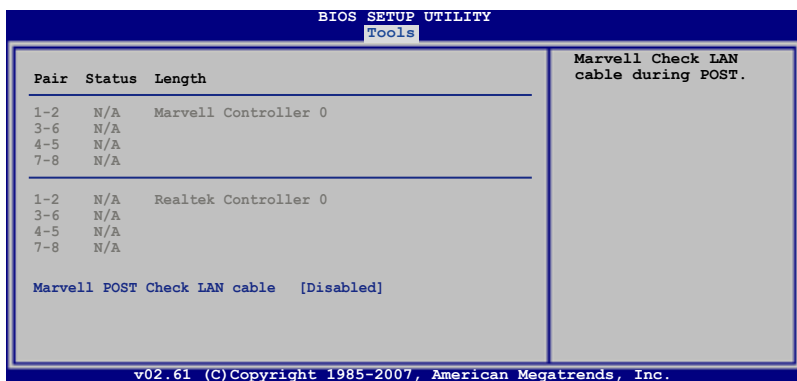 BIOS SETUP UTILITY
Tools
Pair Status Length
1-2 N/A Marvell Controller 0
3-6 N/A
4-5 N/A
7-8 N/A
1-2 N/A Realtek Controller 0
3-6 N/A
4-5 N/A
7-8 N/A
Marvell POST Check LAN cable [Disabled]
Marvell Check LAN
cable during POST.
v02.61 (C)Copyright 1985-2007, American Megatrends, Inc.